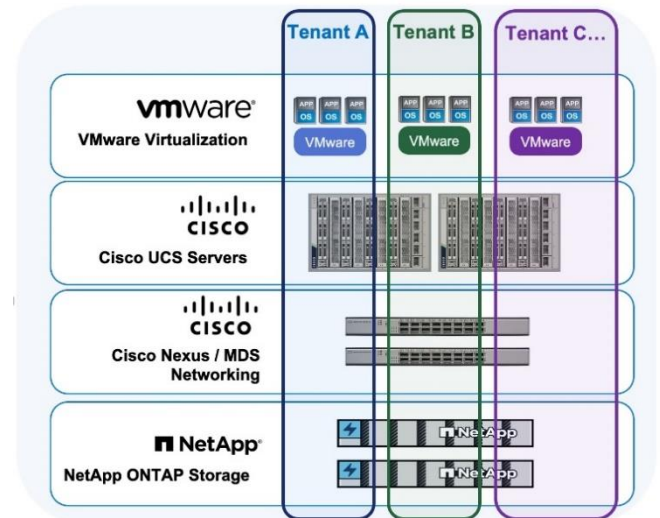 Tenant A
Tenant B
Tenant C...
vmware®
VMware Virtualization
APP APP APP
OS OS OS
VMware
APP APP APP
OS OS OS
VMware
APP APP APP
OS OS OS
VMware
CISCO
Cisco UCS Servers
CISCO
Cisco Nexus / MDS
Networking
NetApp®
NetApp ONTAP Storage
NetApp
NetApp